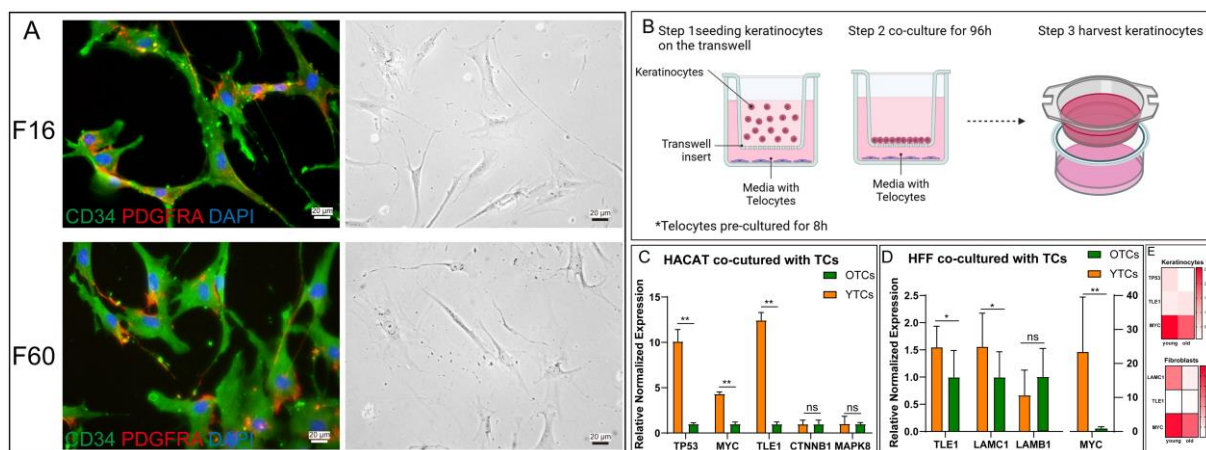 A
F16
CD34 PDGFRA DAPI
20 µm
20 µm
F60
CD34 PDGFRA DAPI
20 µm
20 µm
B
Step 1seeding keratinocytes
on the transwell
Step 2 co-culture for 96h
Step 3 harvest keratinocytes
Keratinocytes
Transwell
insert
Media with
Telocytes
Media with
Telocytes
*Telocytes pre-cultured for 8h
C HACAT co-cutured with TCs
OTCs
YTCs
Relative Normalized Expression
15
10
5
0
**
**
**
ns
ns
TP53 MYC TLE1 CTNNB1 MAPK8
D HFF co-cultured with TCs
OTCs
YTCs
Relative Normalized Expression
2.5
2.0
1.5
1.0
0.5
0.0
*
*
ns
**
40
30
20
10
0
TLE1 LAMC1 LAMB1 MYC
E
Keratinocytes
TP53
TLE1
MYC
young old
Fibroblasts
LAMC1
TLE1
MYC
young old